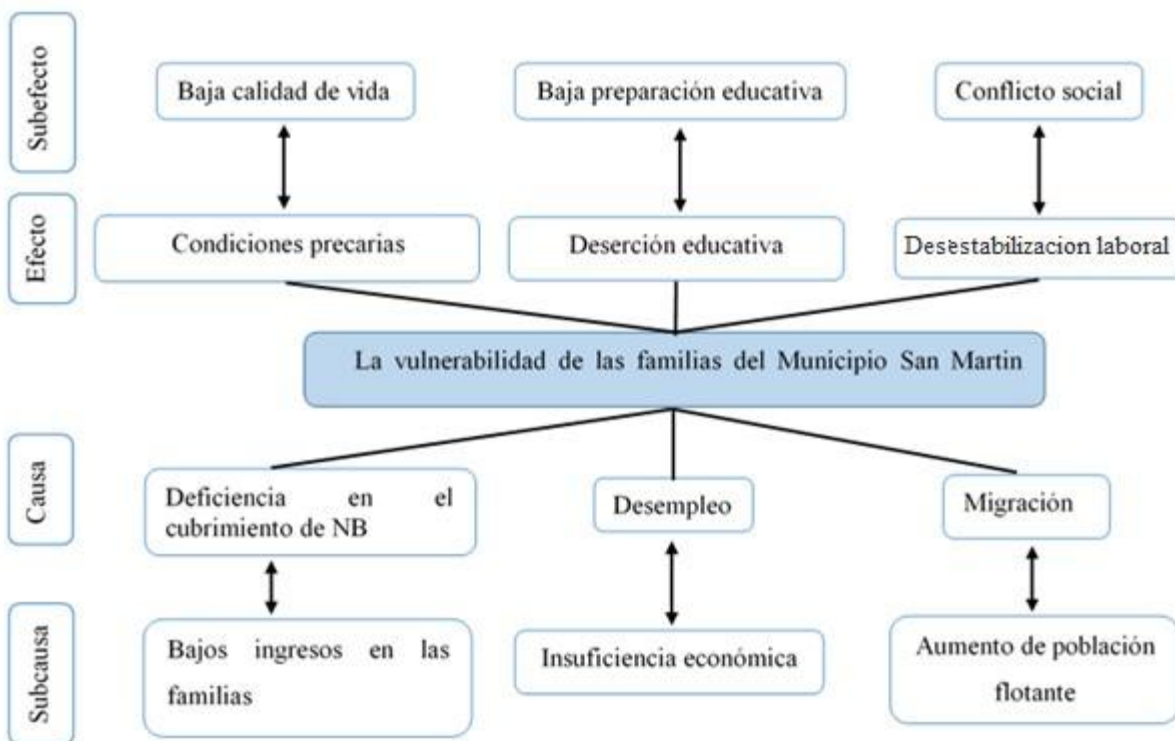 Subefecto
Baja calidad de vida
Baja preparación educativa
Conflicto social
Efecto
Condiciones precarias
Deserción educativa
Desestabilizacion laboral
La vulnerabilidad de las familias del Municipio San Martin
Causa
Deficiencia en el
cubrimiento de NB
Desempleo
Migración
Subcausa
Bajos ingresos en las
familias
Insuficiencia económica
Aumento de población
flotante